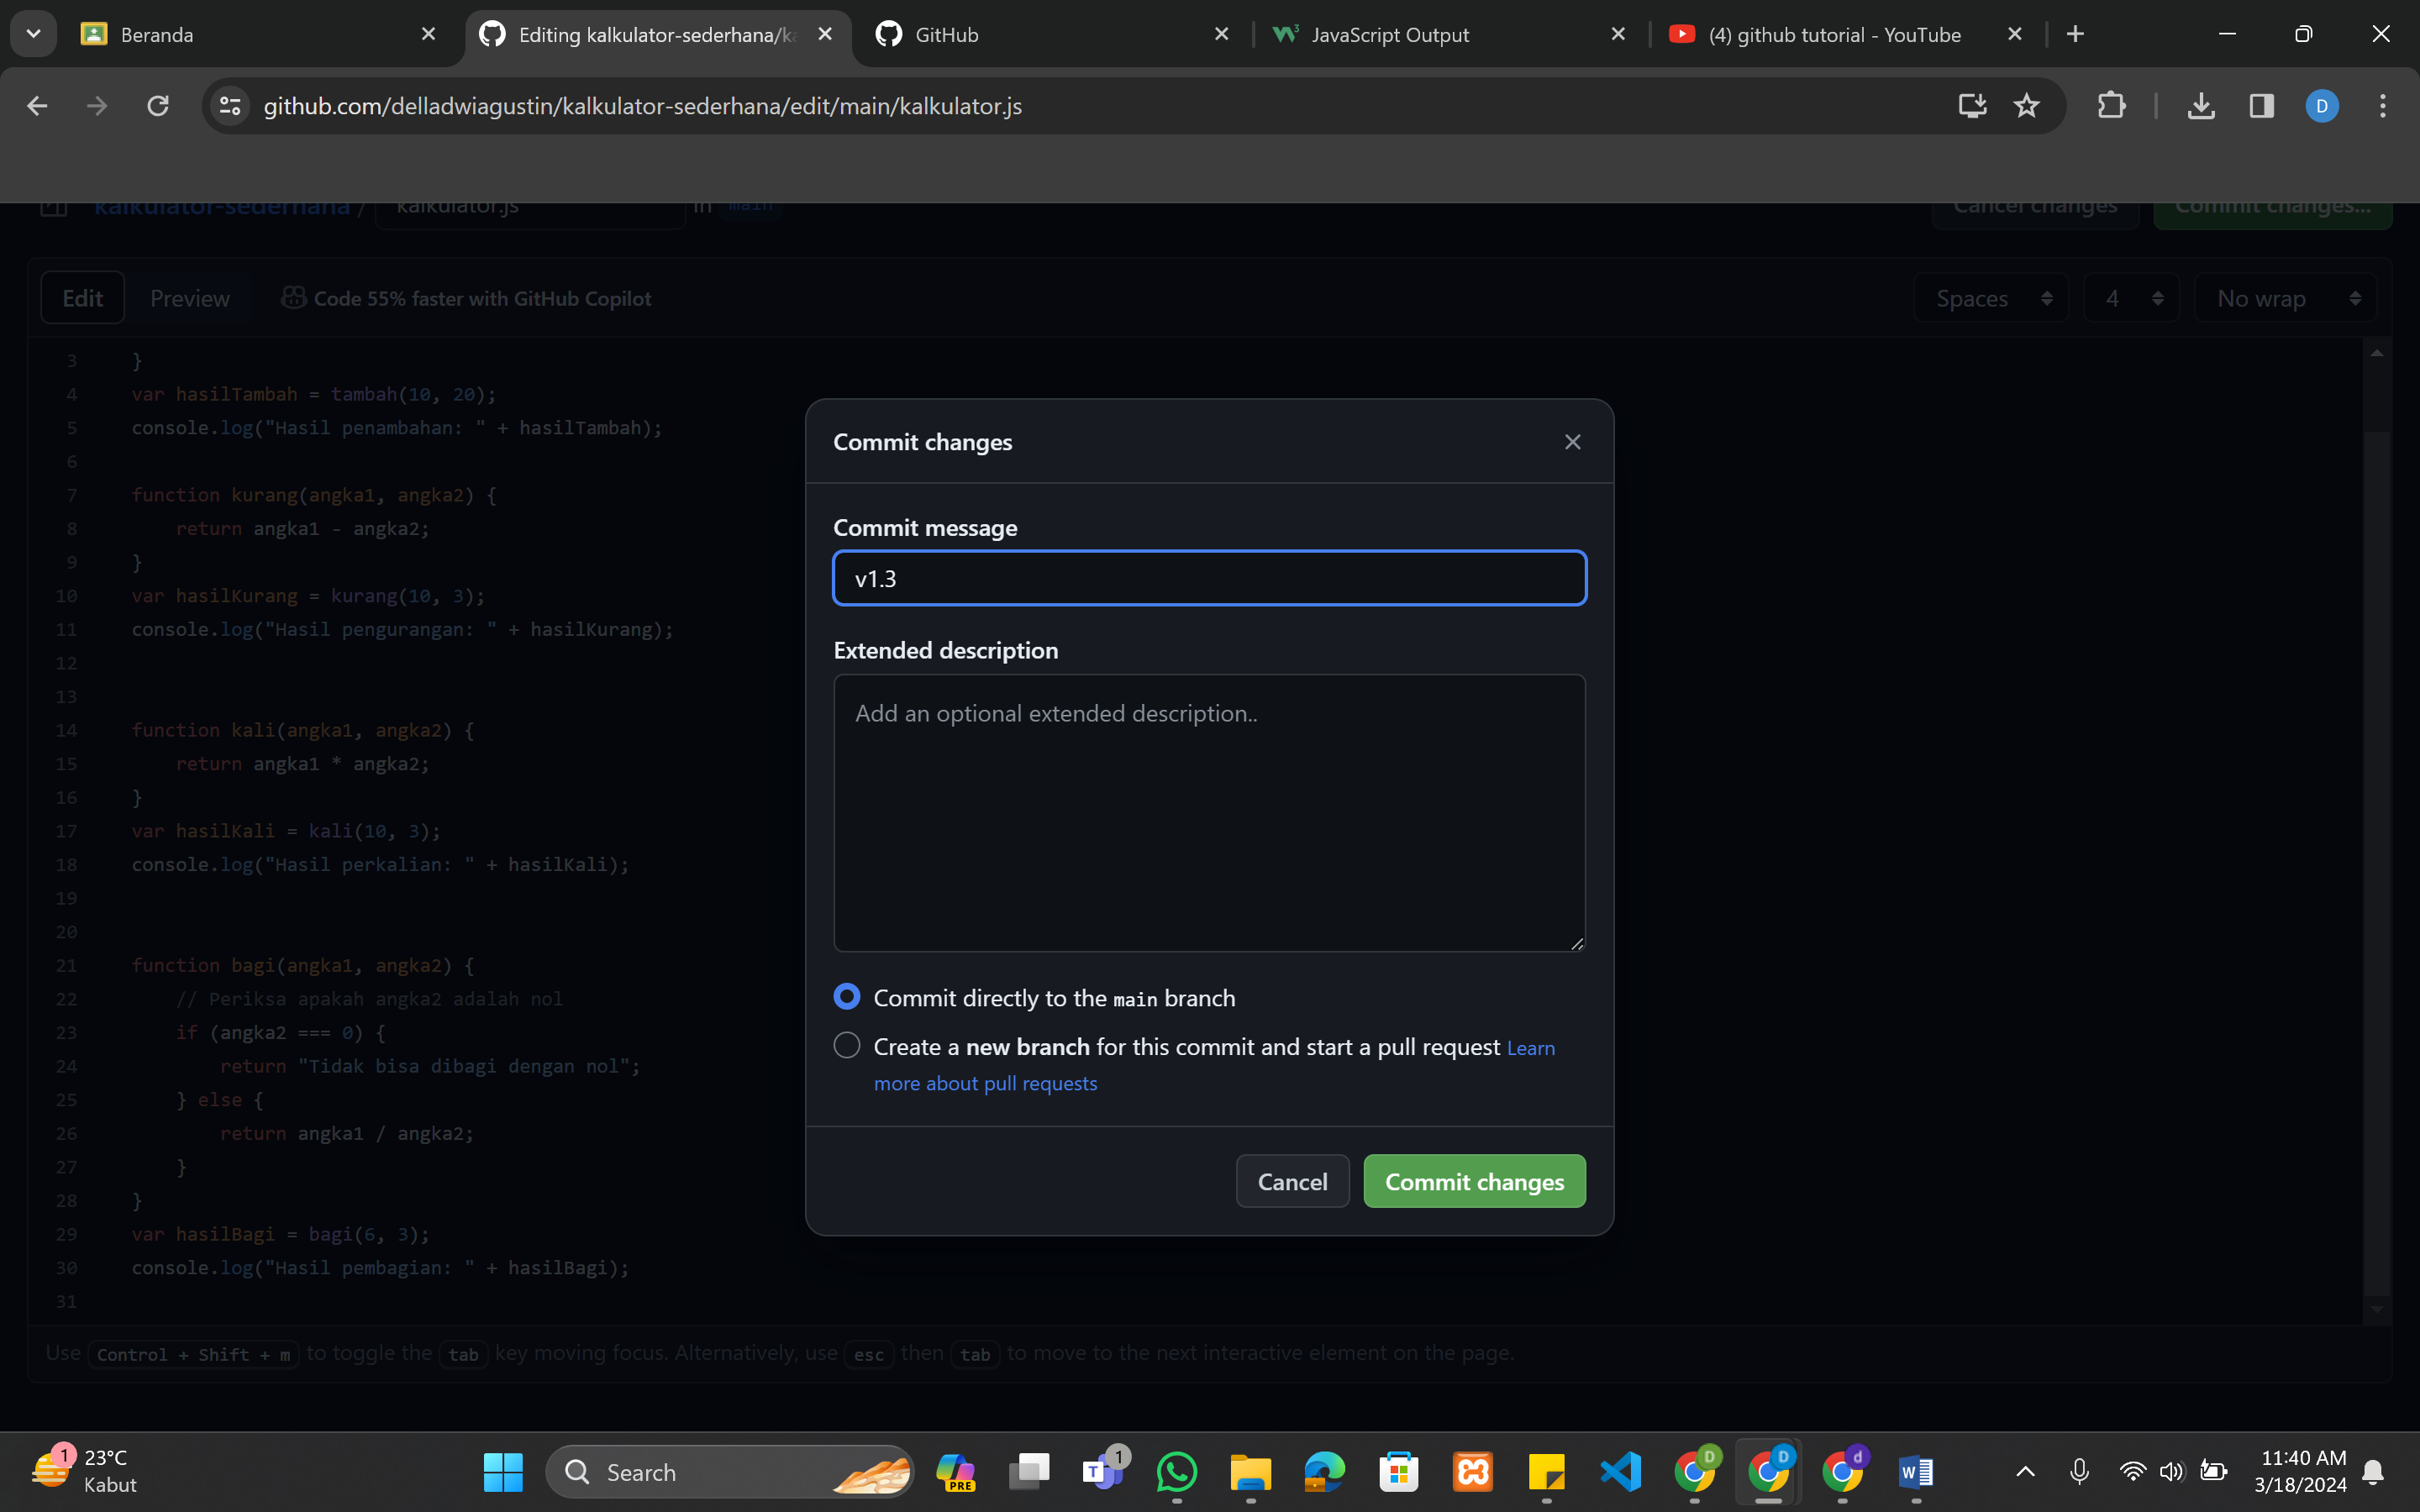 Beranda
Editing kalkulator-sederhana/ka
GitHub
JavaScript Output
(4) github tutorial - YouTube
github.com/delladwiagustin/kalkulator-sederhana/edit/main/kalkulator.js
D
kalkulator-sederhana / kalkulator.js in main
Cancel changes
Commit changes...
Edit
Preview
Code 55% faster with GitHub Copilot
Spaces
4
No wrap
3 }
4 var hasilTambah = tambah(10, 20);
5 console.log("Hasil penambahan: " + hasilTambah);
6
7 function kurang(angka1, angka2) {
8 return angka1 - angka2;
9 }
10 var hasilKurang = kurang(10, 3);
11 console.log("Hasil pengurangan: " + hasilKurang);
12
13
14 function kali(angka1, angka2) {
15 return angka1 * angka2;
16 }
17 var hasilKali = kali(10, 3);
18 console.log("Hasil perkalian: " + hasilKali);
19
20
21 function bagi(angka1, angka2) {
22 // Periksa apakah angka2 adalah nol
23 if (angka2 === 0) {
24 return "Tidak bisa dibagi dengan nol";
25 } else {
26 return angka1 / angka2;
27 }
28 }
29 var hasilBagi = bagi(6, 3);
30 console.log("Hasil pembagian: " + hasilBagi);
31
Use Control + Shift + m to toggle the tab key moving focus. Alternatively, use esc then tab to move to the next interactive element on the page.
Commit changes
Commit message
v1.3
Extended description
Add an optional extended description..
Commit directly to the main branch
Create a new branch for this commit and start a pull request Learn
more about pull requests
Cancel
Commit changes
1
23°C
Kabut
Search
PRE
T
1
D
D
d
W
11:40 AM
3/18/2024